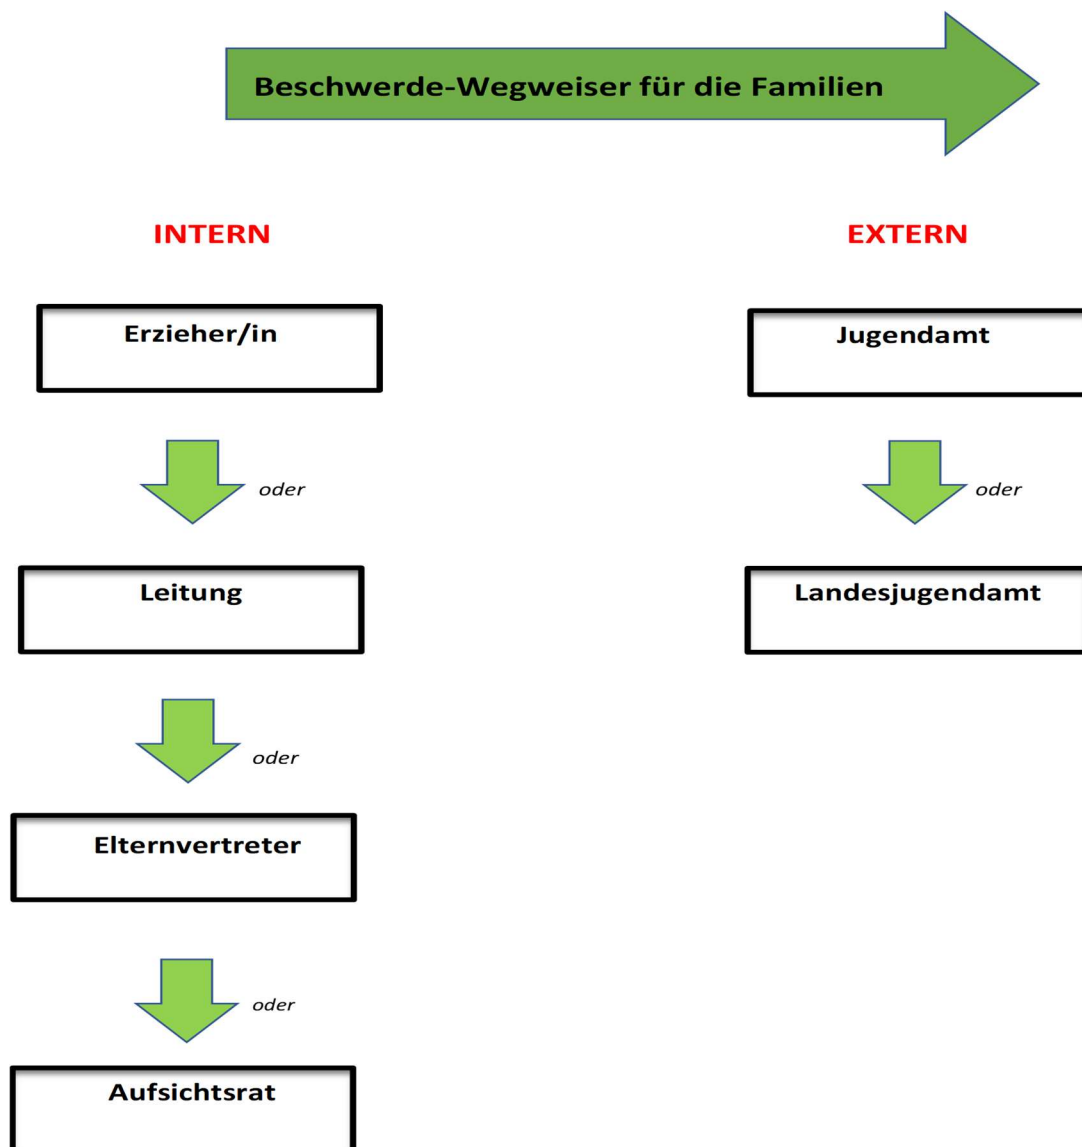 Beschwerde-Wegweiser für die Familien
INTERN
EXTERN
Erzieher/in
Jugendamt
oder
oder
Leitung
Landesjugendamt
oder
Elternvertreter
oder
Aufsichtsrat